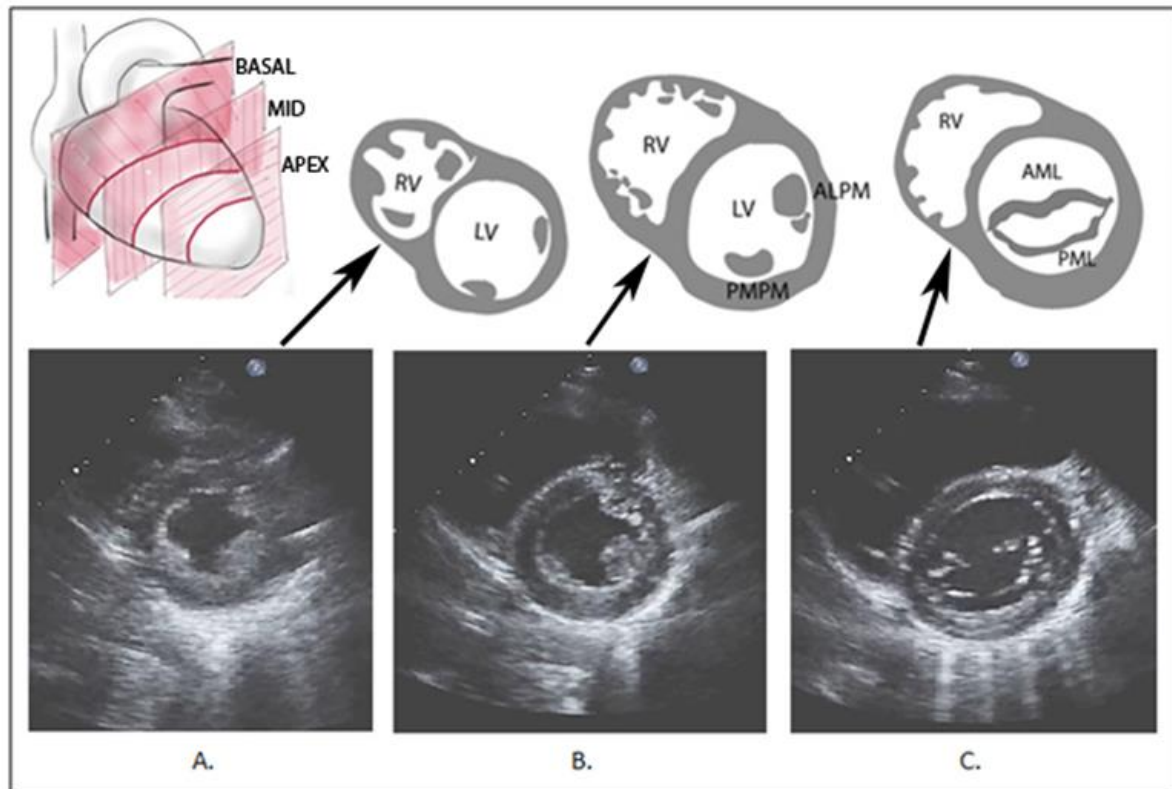 BASAL
MID
APEX
RV
LV
RV
LV
ALPM
PMPM
RV
AML
PML
A.
B.
C.